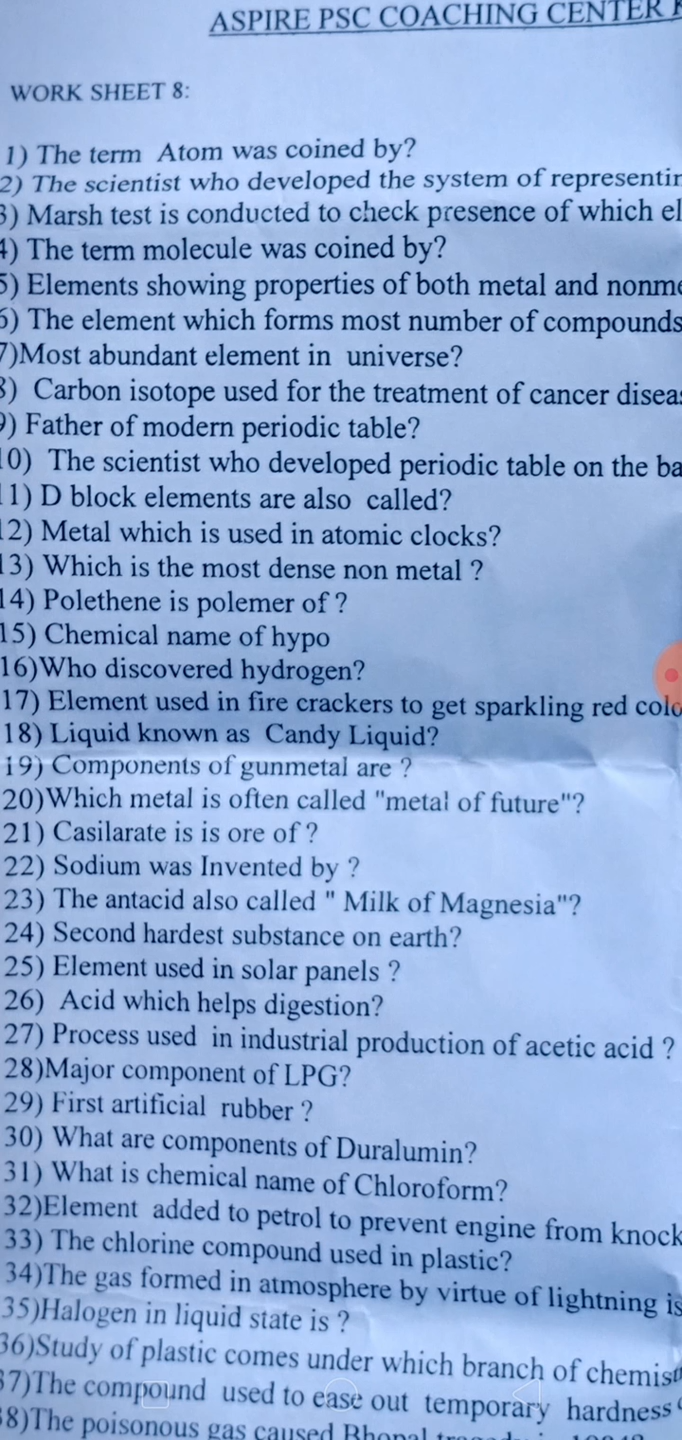 ASPIRE PSC COACHING CENTER
WORK SHEET 8:
1) The term Atom was coined by?
2) The scientist who developed the system of representin
3) Marsh test is conducted to check presence of which el
4) The term molecule was coined by?
5) Elements showing properties of both metal and nonme
6) The element which forms most number of compounds
7)Most abundant element in universe?
8) Carbon isotope used for the treatment of cancer diseas
9) Father of modern periodic table?
10) The scientist who developed periodic table on the ba
11) D block elements are also called?
12) Metal which is used in atomic clocks?
13) Which is the most dense non metal ?
14) Polethene is polemer of ?
15) Chemical name of hypo
16)Who discovered hydrogen?
17) Element used in fire crackers to get sparkling red colo
18) Liquid known as Candy Liquid?
19) Components of gunmetal are ?
20)Which metal is often called "metal of future"?
21) Casilarate is is ore of ?
22) Sodium was Invented by ?
23) The antacid also called " Milk of Magnesia"?
24) Second hardest substance on earth?
25) Element used in solar panels ?
26) Acid which helps digestion?
27) Process used in industrial production of acetic acid ?
28)Major component of LPG?
29) First artificial rubber ?
30) What are components of Duralumin?
31) What is chemical name of Chloroform?
32)Element added to petrol to prevent engine from knock
33) The chlorine compound used in plastic?
34)The gas formed in atmosphere by virtue of lightning is
35)Halogen in liquid state is ?
36)Study of plastic comes under which branch of chemist
37)The compound used to ease out temporary hardness
38)The poisonous gas caused Bhopal